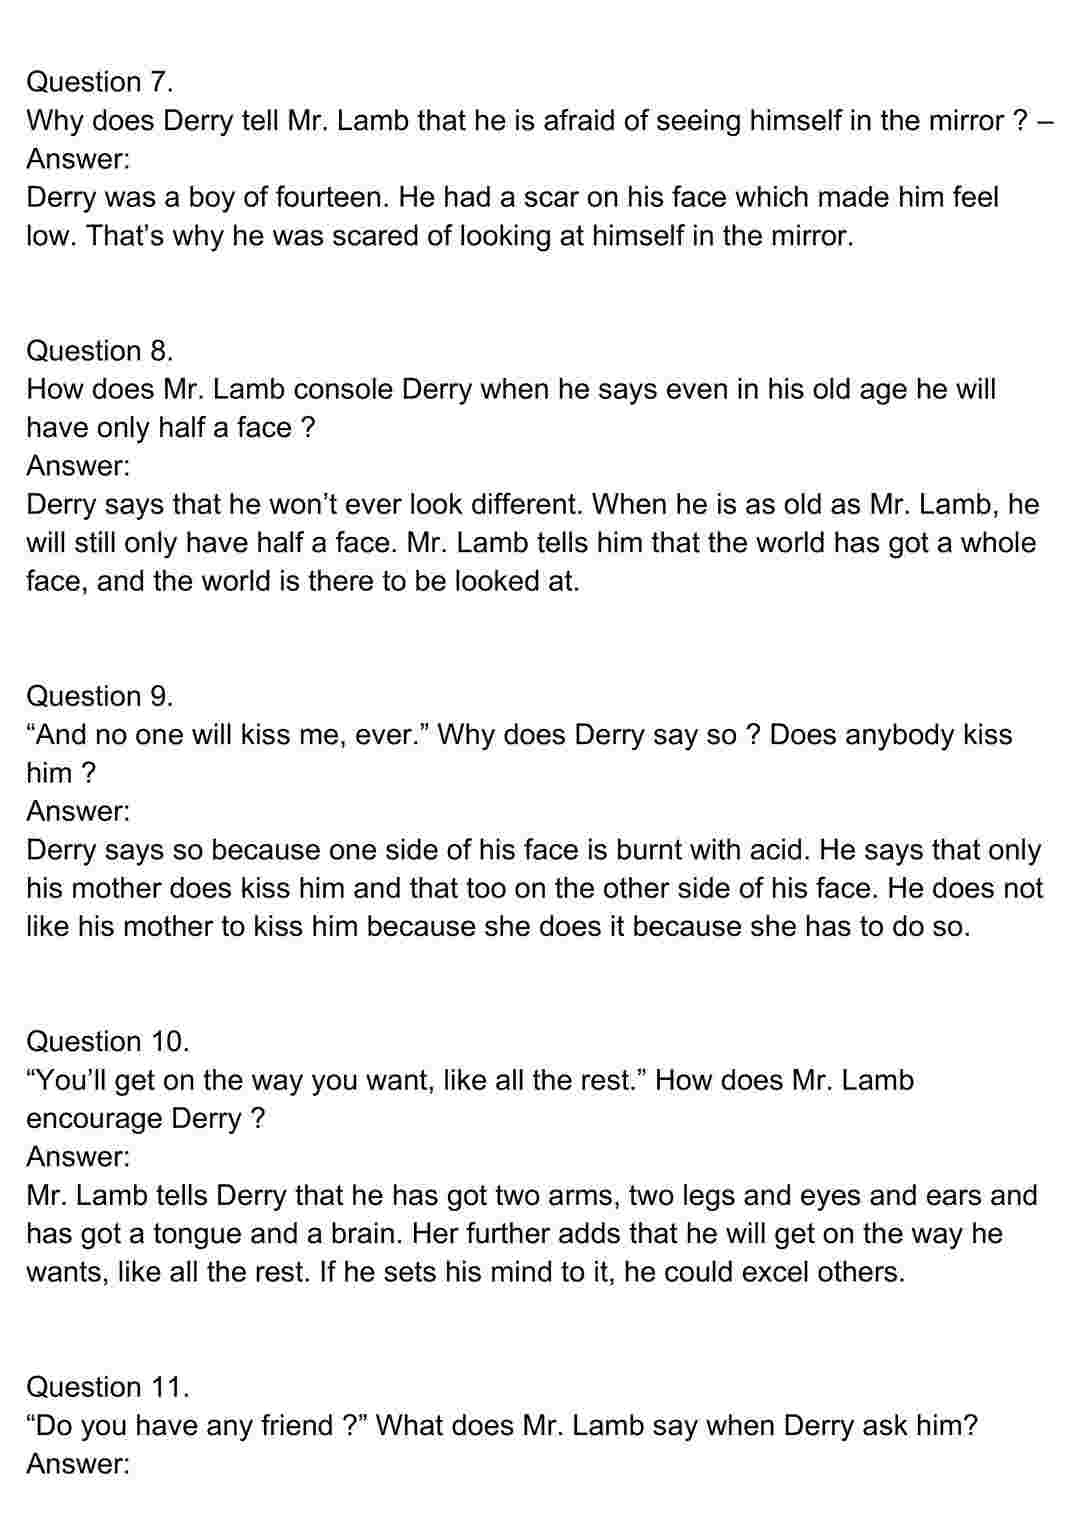 Question 7.
Why does Derry tell Mr. Lamb that he is afraid of seeing himself in the mirror ? –
Answer:
Derry was a boy of fourteen. He had a scar on his face which made him feel
low. That’s why he was scared of looking at himself in the mirror.
Question 8.
How does Mr. Lamb console Derry when he says even in his old age he will
have only half a face ?
Answer:
Derry says that he won’t ever look different. When he is as old as Mr. Lamb, he
will still only have half a face. Mr. Lamb tells him that the world has got a whole
face, and the world is there to be looked at.
Question 9.
“And no one will kiss me, ever.” Why does Derry say so ? Does anybody kiss
him ?
Answer:
Derry says so because one side of his face is burnt with acid. He says that only
his mother does kiss him and that too on the other side of his face. He does not
like his mother to kiss him because she does it because she has to do so.
Question 10.
“You’ll get on the way you want, like all the rest.” How does Mr. Lamb
encourage Derry ?
Answer:
Mr. Lamb tells Derry that he has got two arms, two legs and eyes and ears and
has got a tongue and a brain. Her further adds that he will get on the way he
wants, like all the rest. If he sets his mind to it, he could excel others.
Question 11.
“Do you have any friend ?” What does Mr. Lamb say when Derry ask him?
Answer: